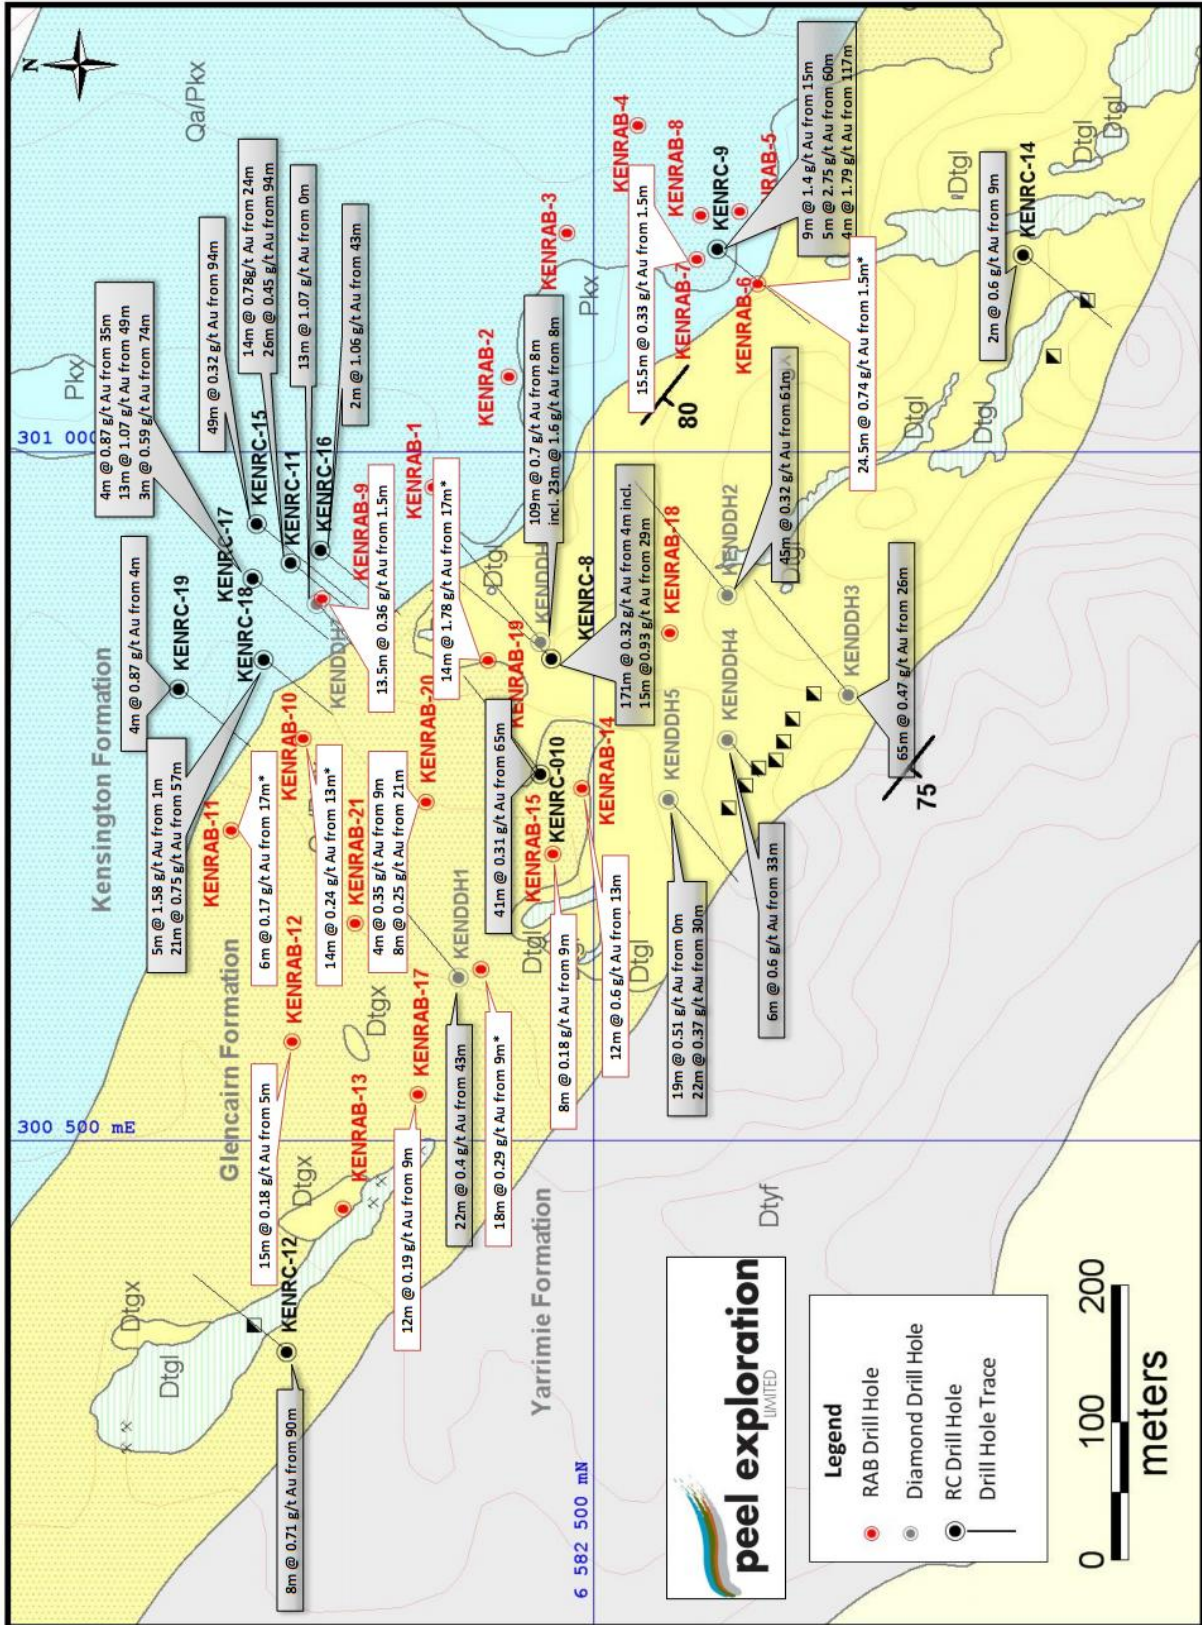 N
Qa/Pkx
Pkx
301 000
4m @ 0.87 g/t Au from 35m
13m @ 1.07 g/t Au from 49m
3m @ 0.59 g/t Au from 74m
49m @ 0.32 g/t Au from 94m
14m @ 0.78g/t Au from 24m
26m @ 0.45 g/t Au from 94m
13m @ 1.07 g/t Au from 0m
2m @ 1.06 g/t Au from 43m
4m @ 0.87 g/t Au from 4m
5m @ 1.58 g/t Au from 1m
21m @ 0.75 g/t Au from 57m
KENRC-19
KENRC-17
KENRC-18
KENRC-15
KENRC-11
KENRC-16
Kensington Formation
Glencairn Formation
Yarrimie Formation
KENRAB-1
KENRAB-2
KENRAB-3
KENRAB-4
KENRAB-8
KENRC-9
KENRAB-7
KENRAB-6
15.5m @ 0.33 g/t Au from 1.5m
9m @ 1.4 g/t Au from 15m
5m @ 2.75 g/t Au from 60m
4m @ 1.79 g/t Au from 117m
24.5m @ 0.74 g/t Au from 1.5m*
2m @ 0.6 g/t Au from 9m
KENRC-14
Pkx
80
KENRAB-9
13.5m @ 0.36 g/t Au from 1.5m
14m @ 1.78 g/t Au from 17m*
109m @ 0.7 g/t Au from 8m
incl. 23m @ 1.6 g/t Au from 8m
KENRC-8
171m @ 0.32 g/t Au from 4m incl.
15m @0.93 g/t Au from 29m
KENRAB-18
KENDDH2
45m @ 0.32 g/t Au from 61m
KENDDH3
65m @ 0.47 g/t Au from 26m
75
KENDDH4
6m @ 0.6 g/t Au from 33m
KENDDH5
19m @ 0.51 g/t Au from 0m
22m @ 0.37 g/t Au from 30m
KENRAB-10
KENRAB-11
6m @ 0.17 g/t Au from 17m*
14m @ 0.24 g/t Au from 13m*
KENRAB-21
KENRAB-20
4m @ 0.35 g/t Au from 9m
8m @ 0.25 g/t Au from 21m
KENRAB-19
41m @ 0.31 g/t Au from 65m
KENRC-010
KENRAB-15
KENRAB-14
8m @ 0.18 g/t Au from 9m
12m @ 0.6 g/t Au from 13m
KENRAB-12
15m @ 0.18 g/t Au from 5m
KENRAB-13
KENRAB-17
12m @ 0.19 g/t Au from 9m
KENDDH1
22m @ 0.4 g/t Au from 43m
18m @ 0.29 g/t Au from 9m*
KENRC-12
8m @ 0.71 g/t Au from 90m
Dtgl
Dtgx
Dtgx
Dtgx
Dtgl
Dtgl
Dtgl
Dtgl
Dtgl
Dtgl
Dtgl
Dtgl
Dtyf
300 500 mE
6 582 500 mN
peel exploration
LIMITED
Legend
RAB Drill Hole
Diamond Drill Hole
RC Drill Hole
Drill Hole Trace
0 100 200
meters